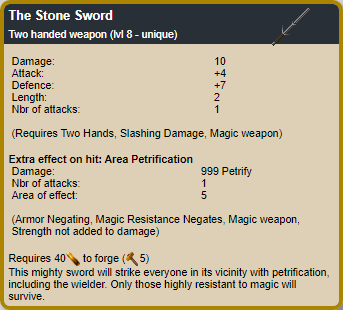 The Stone Sword
Two handed weapon (lvl 8 - unique)
Damage: 10
Attack: +4
Defence: +7
Length: 2
Nbr of attacks: 1
(Requires Two Hands, Slashing Damage, Magic weapon)
Extra effect on hit: Area Petrification
Damage: 999 Petrify
Nbr of attacks: 1
Area of effect: 5
(Armor Negating, Magic Resistance Negates, Magic weapon,
Strength not added to damage)
Requires 40 to forge ( 5)
This mighty sword will strike everyone in its vicinity with petrification,
including the wielder. Only those highly resistant to magic will
survive.